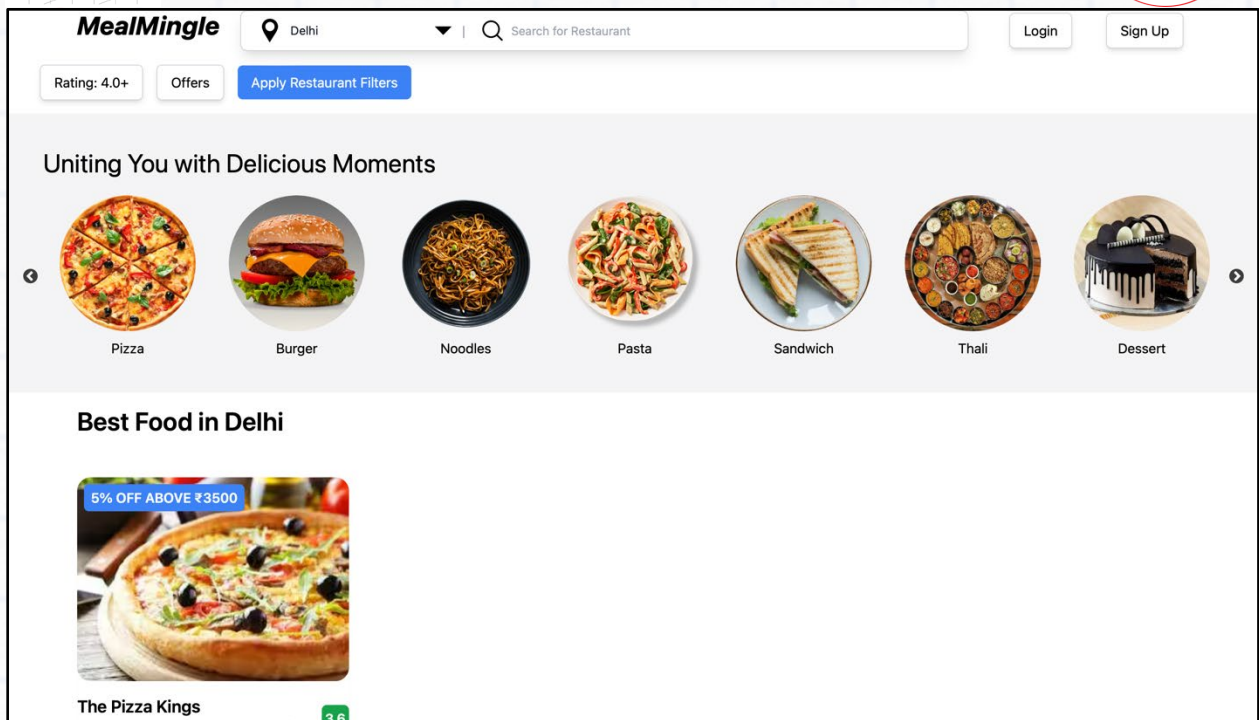 MealMingle
Delhi
|
Search for Restaurant
Login
Sign Up
Rating: 4.0+
Offers
Apply Restaurant Filters
Uniting You with Delicious Moments
Pizza
Burger
Noodles
Pasta
Sandwich
Thali
Dessert
Best Food in Delhi
5% OFF ABOVE ₹3500
The Pizza Kings
3.6